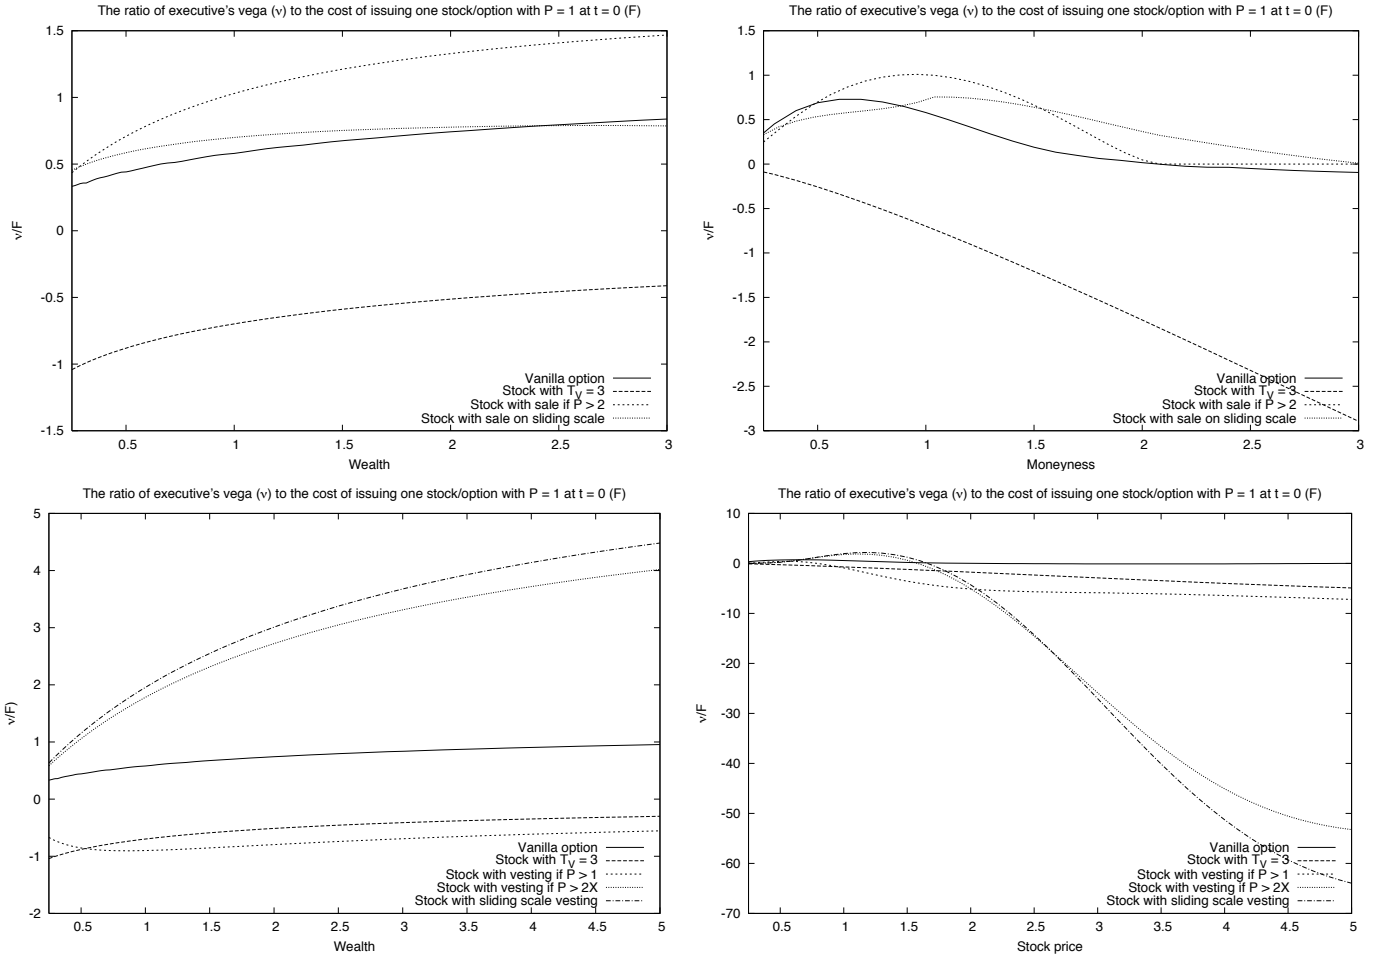 The ratio of executive's vega (ν) to the cost of issuing one stock/option with P = 1 at t = 0 (F)
1.5
1
0.5
0
-0.5
-1
-1.5
ν/F
0.5
1
1.5
2
2.5
3
Wealth
Vanilla option
Stock with T_V = 3
Stock with sale if P > 2
Stock with sale on sliding scale
The ratio of executive's vega (ν) to the cost of issuing one stock/option with P = 1 at t = 0 (F)
1.5
1
0.5
0
-0.5
-1
-1.5
-2
-2.5
-3
ν/F
0.5
1
1.5
2
2.5
3
Moneyness
Vanilla option
Stock with T_V = 3
Stock with sale if P > 2
Stock with sale on sliding scale
The ratio of executive's vega (ν) to the cost of issuing one stock/option with P = 1 at t = 0 (F)
5
4
3
2
1
0
-1
-2
ν/F)
0.5
1
1.5
2
2.5
3
3.5
4
4.5
5
Wealth
Vanilla option
Stock with T_V = 3
Stock with vesting if P > 1
Stock with vesting if P > 2X
Stock with sliding scale vesting
The ratio of executive's vega (ν) to the cost of issuing one stock/option with P = 1 at t = 0 (F)
10
0
-10
-20
-30
-40
-50
-60
-70
ν/F
0.5
1
1.5
2
2.5
3
3.5
4
4.5
5
Stock price
Vanilla option
Stock with T_V = 3
Stock with vesting if P > 1
Stock with vesting if P > 2X
Stock with sliding scale vesting